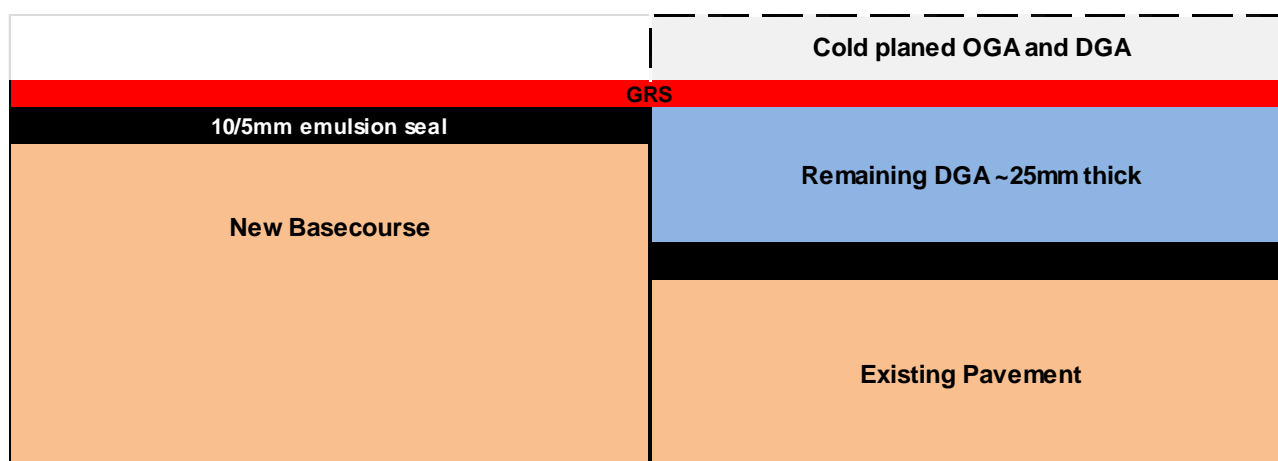 Cold planed OGA and DGA
GRS
10/5mm emulsion seal
Remaining DGA ~25mm thick
New Basecourse
Existing Pavement